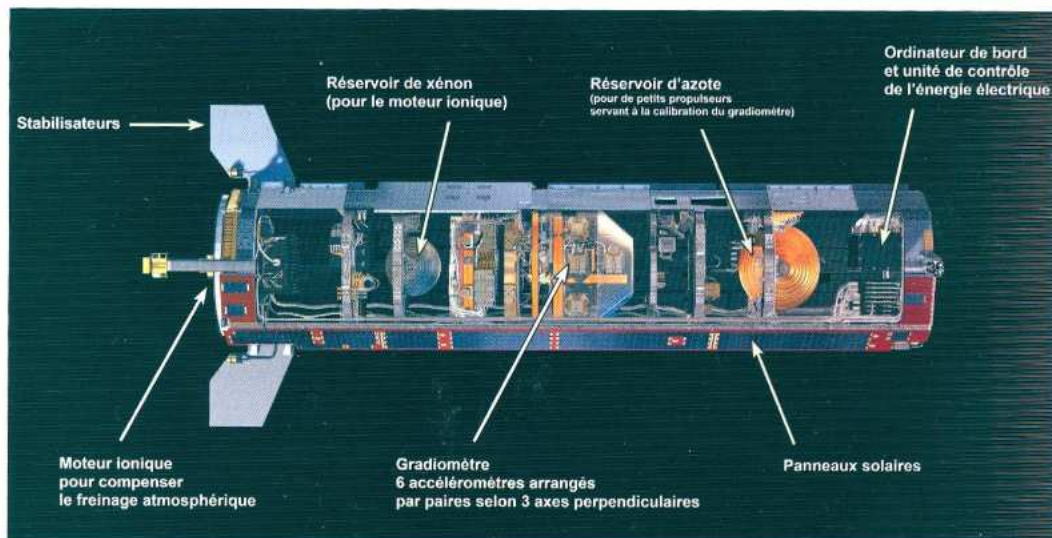 Ordinateur de bord
et unité de contrôle
de l'énergie électrique
Réservoir de xénon
(pour le moteur ionique)
Réservoir d'azote
(pour de petits propulseurs
servant à la calibration du gradiomètre)
Stabilisateurs
Moteur ionique
pour compenser
le freinage atmosphérique
Gradiomètre
6 accéléromètres arrangés
par paires selon 3 axes perpendiculaires
Panneaux solaires